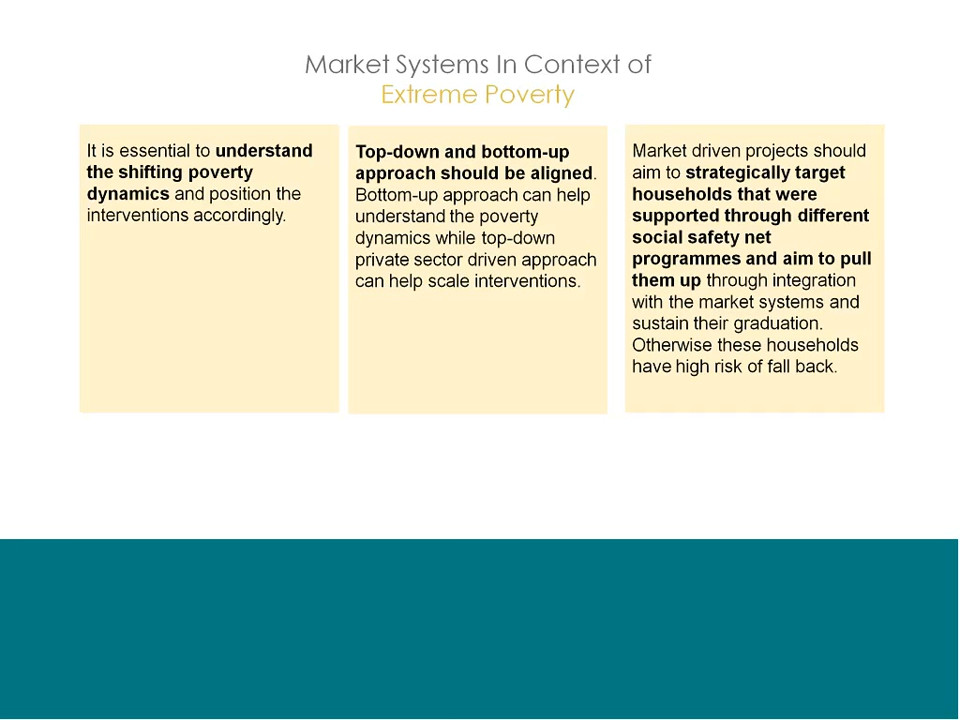 Market Systems In Context of
Extreme Poverty
It is essential to understand
the shifting poverty
dynamics and position the
interventions accordingly.
Top-down and bottom-up
approach should be aligned.
Bottom-up approach can help
understand the poverty
dynamics while top-down
private sector driven approach
can help scale interventions.
Market driven projects should
aim to strategically target
households that were
supported through different
social safety net
programmes and aim to pull
them up through integration
with the market systems and
sustain their graduation.
Otherwise these households
have high risk of fall back.